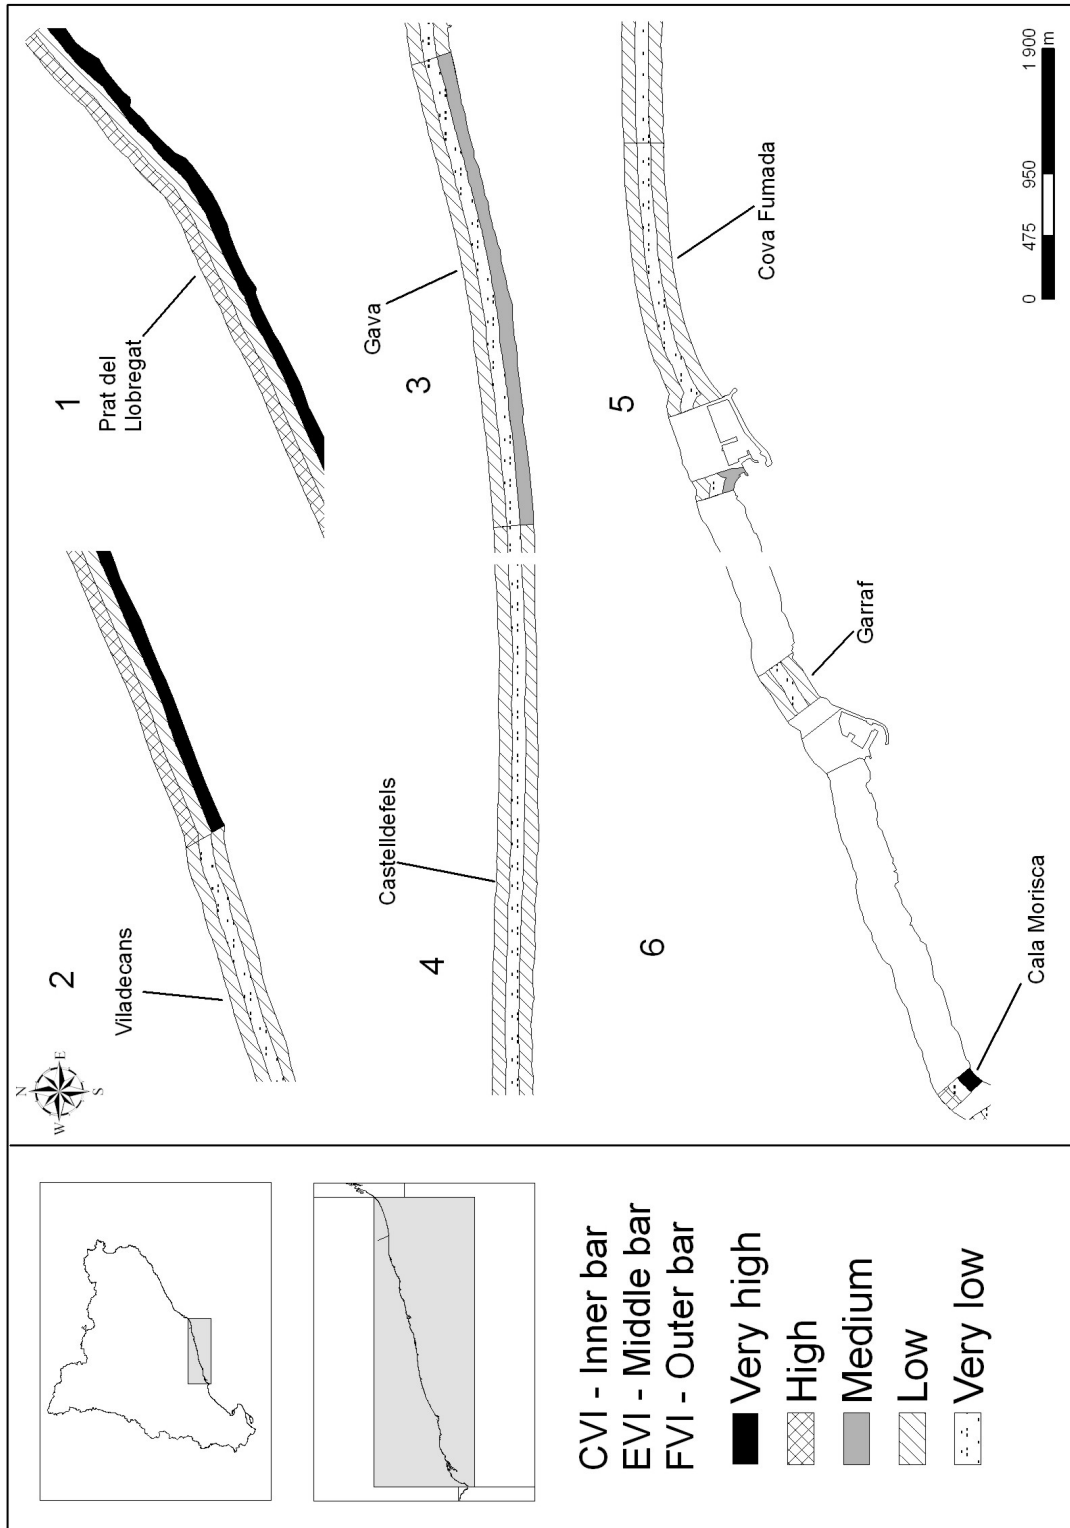 N
W
E
S
1
Prat del
Llobregat
2
Viladecans
3
Gava
4
Castelldefels
5
Cova Fumada
6
Garraf
Cala Morisca
0 475 950 1 900
m
CVI - Inner bar
EVI - Middle bar
FVI - Outer bar
Very high
High
Medium
Low
Very low